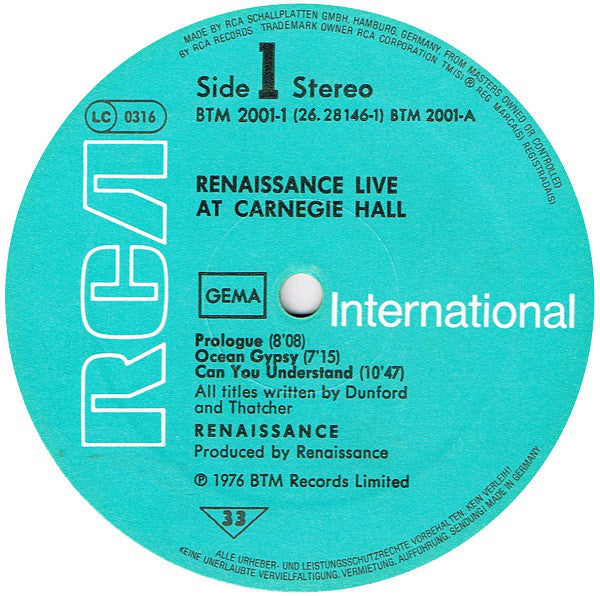 MADE BY RCA SCHALLPLATTEN GMBH, HAMBURG, GERMANY, FROM MASTERS OWNED OR CONTROLLED
BY RCA RECORDS TRADEMARK OWNER RCA CORPORATION TM(S) ® REG MARCA(S) REGISTRADA(S)
Side 1 Stereo
BTM 2001-1 (26.28146-1) BTM 2001-A
LC 0316
RCA
RENAISSANCE LIVE
AT CARNEGIE HALL
GEMA
International
Prologue (8'08)
Ocean Gypsy (7'15)
Can You Understand (10'47)
All titles written by Dunford
and Thatcher
RENAISSANCE
Produced by Renaissance
℗ 1976 BTM Records Limited
33
ALLE URHEBER- UND LEISTUNGSSCHUTZRECHTE VORBEHALTEN. KEIN VERLEIH!
KEINE UNERLAUBTE VERVIELFÄLTIGUNG, VERMIETUNG, AUFFÜHRUNG, SENDUNG! MADE IN GERMANY